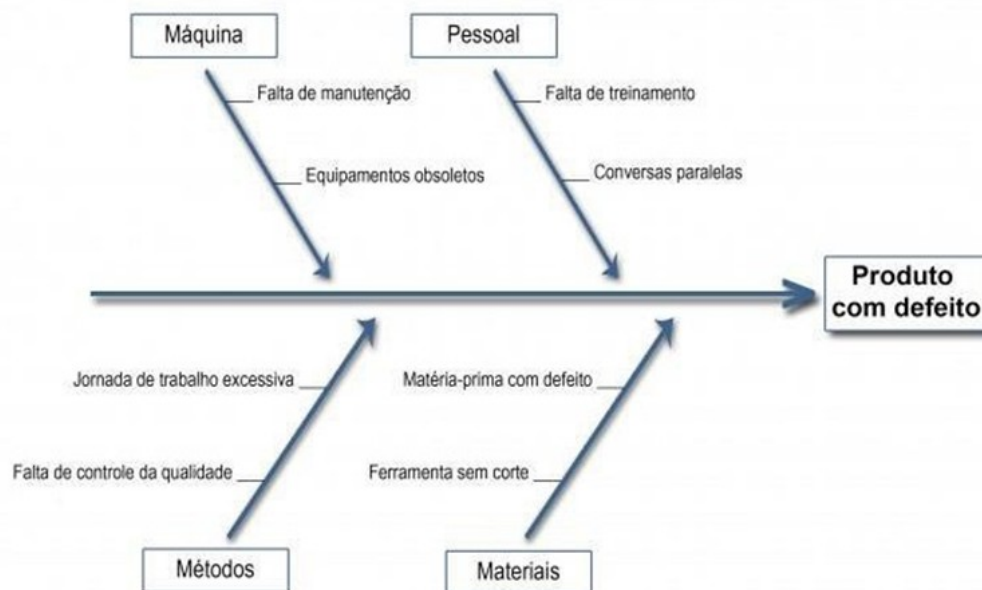 Máquina
Pessoal
Falta de manutenção
Falta de treinamento
Equipamentos obsoletos
Conversas paralelas
Produto
com defeito
Jornada de trabalho excessiva
Matéria-prima com defeito
Falta de controle da qualidade
Ferramenta sem corte
Métodos
Materiais